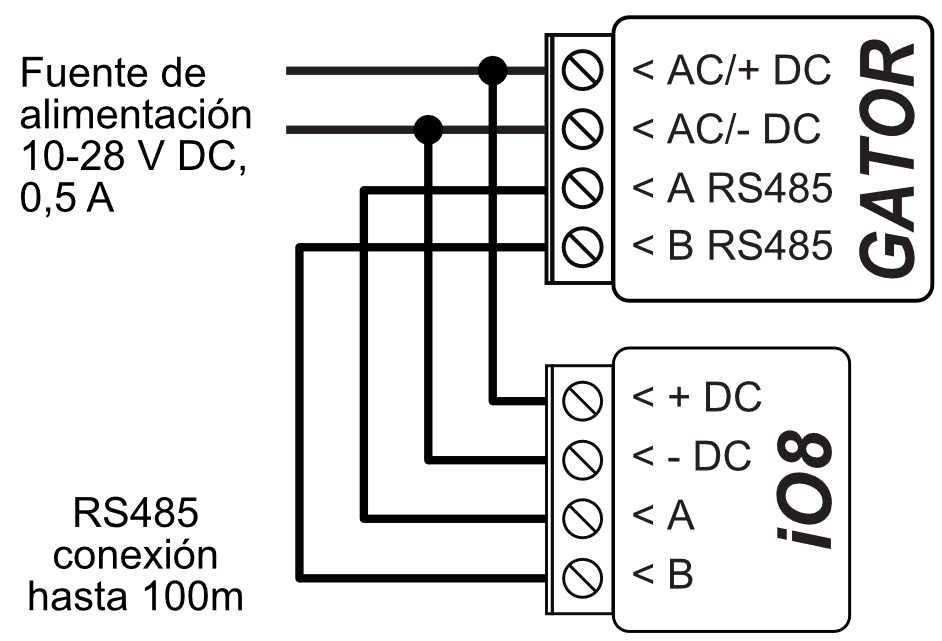 Fuente de
alimentación
10-28 V DC,
0,5 A
< AC/+ DC
< AC/- DC
< A RS485
< B RS485
GATOR
< + DC
< - DC
< A
< B
iO8
RS485
conexión
hasta 100m